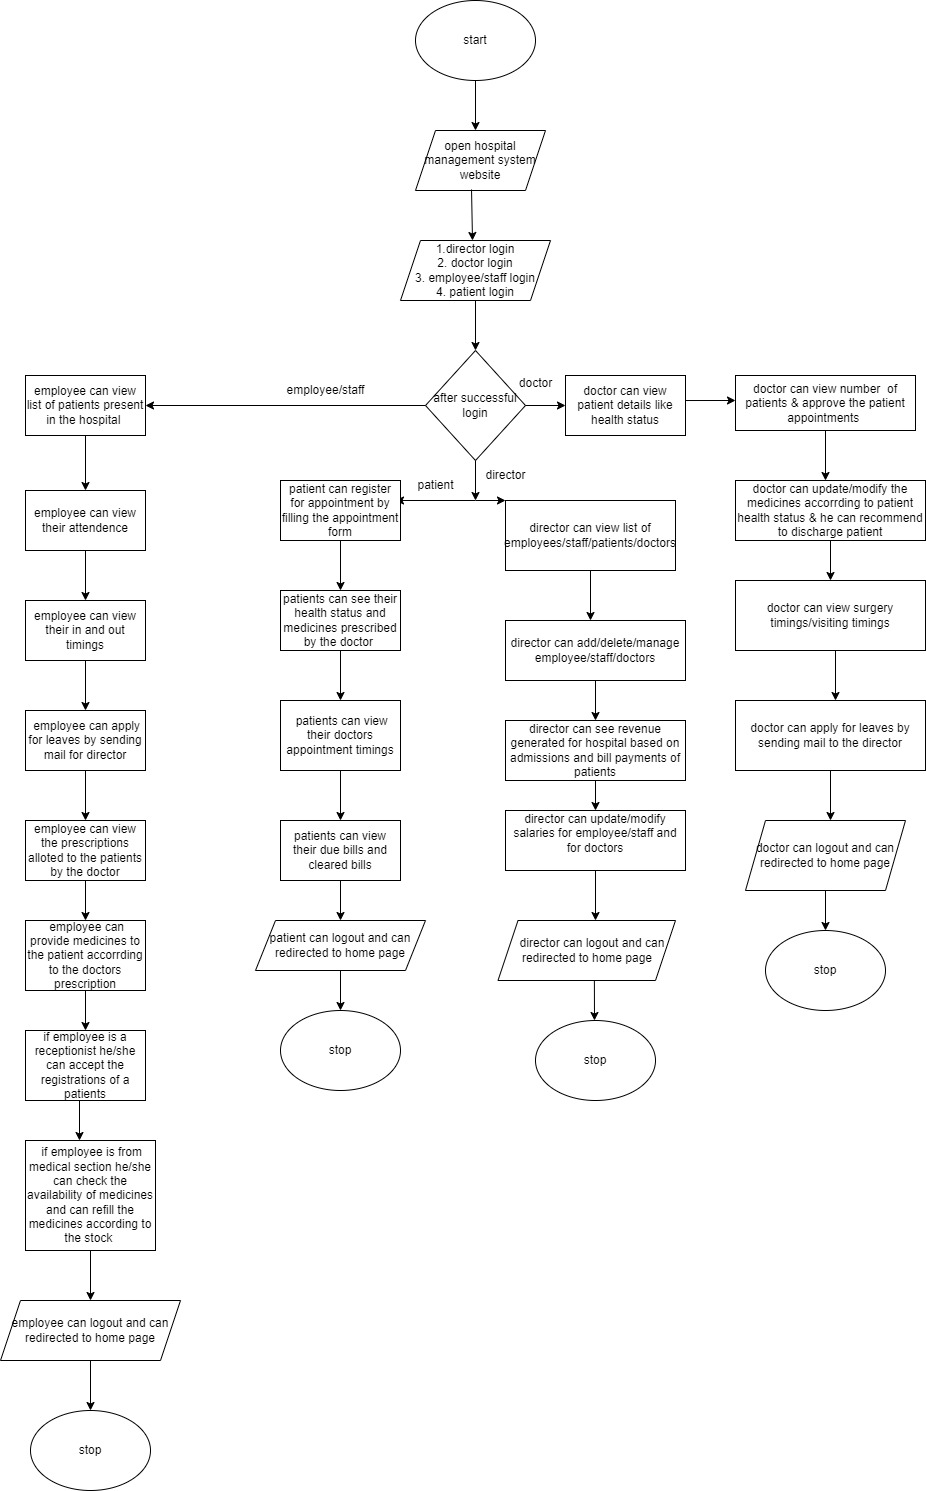 start
open hospital
management system
website
1.director login
2. doctor login
3. employee/staff login
4. patient login
after successful
login
employee/staff
doctor
patient
director
employee can view
list of patients present
in the hospital
employee can view
their attendence
employee can view
their in and out
timings
employee can apply
for leaves by sending
mail for director
employee can view
the prescriptions
alloted to the patients
by the doctor
employee can
provide medicines to
the patient accorrding
to the doctors
prescription
if employee is a
receptionist he/she
can accept the
registrations of a
patients
if employee is from
medical section he/she
can check the
availability of medicines
and can refill the
medicines according to
the stock
employee can logout and can
redirected to home page
stop
patient can register
for appointment by
filling the appointment
form
patients can see their
health status and
medicines prescribed
by the doctor
patients can view
their doctors
appointment timings
patients can view
their due bills and
cleared bills
patient can logout and can
redirected to home page
stop
director can view list of
employees/staff/patients/doctors
director can add/delete/manage
employee/staff/doctors
director can see revenue
generated for hospital based on
admissions and bill payments of
patients
director can update/modify
salaries for employee/staff and
for doctors
director can logout and can
redirected to home page
stop
doctor can view
patient details like
health status
doctor can view number of
patients & approve the patient
appointments
doctor can update/modify the
medicines accorrding to patient
health status & he can recommend
to discharge patient
doctor can view surgery
timings/visiting timings
doctor can apply for leaves by
sending mail to the director
doctor can logout and can
redirected to home page
stop